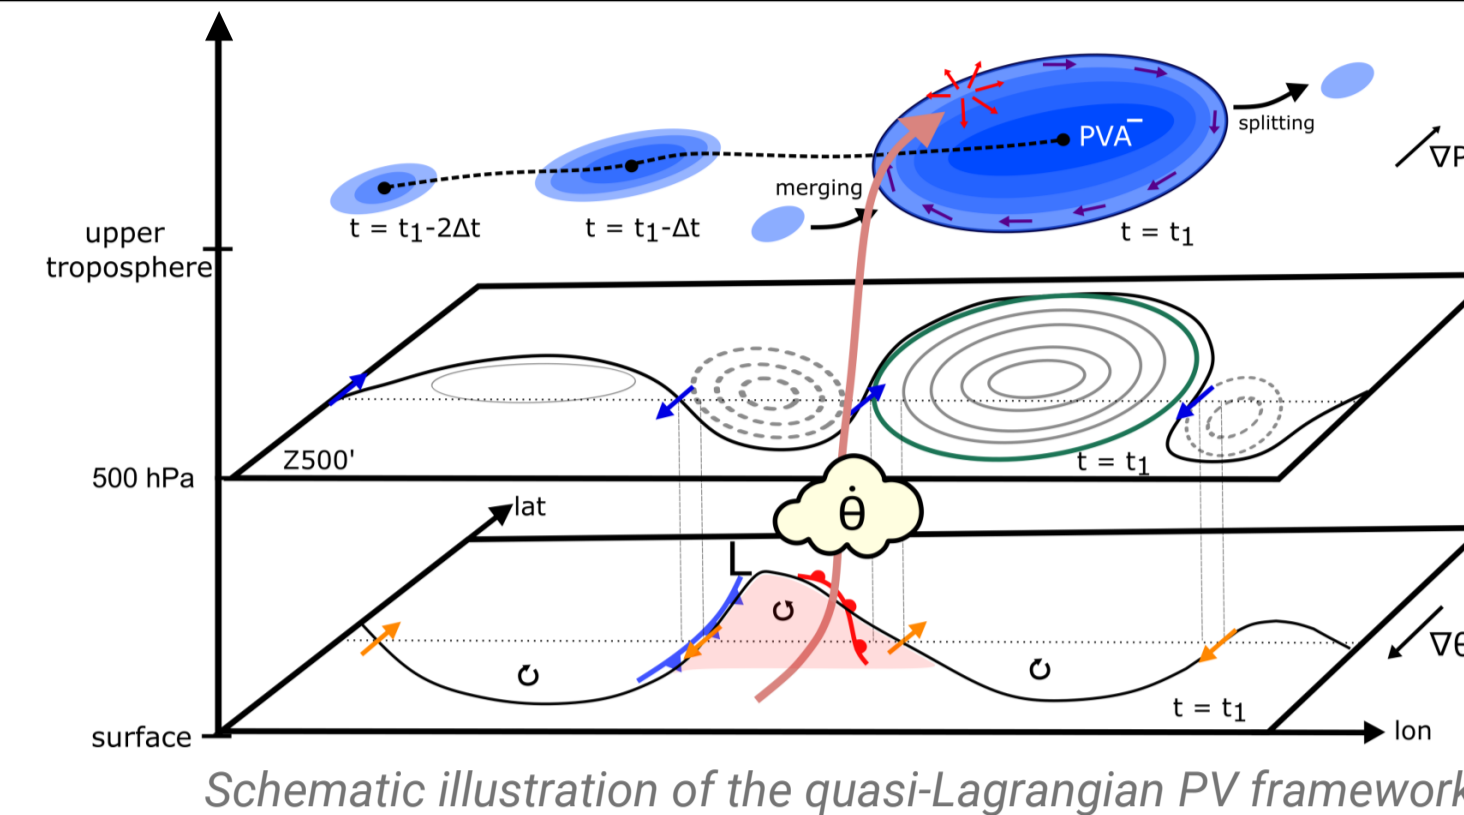 PVA⁻
splitting
∇P
merging
t = t₁-2Δt
t = t₁-Δt
t = t₁
upper
troposphere
Z500'
t = t₁
500 hPa
lat
θ̇
L
∇θ
t = t₁
surface
lon
Schematic illustration of the quasi-Lagrangian PV framework